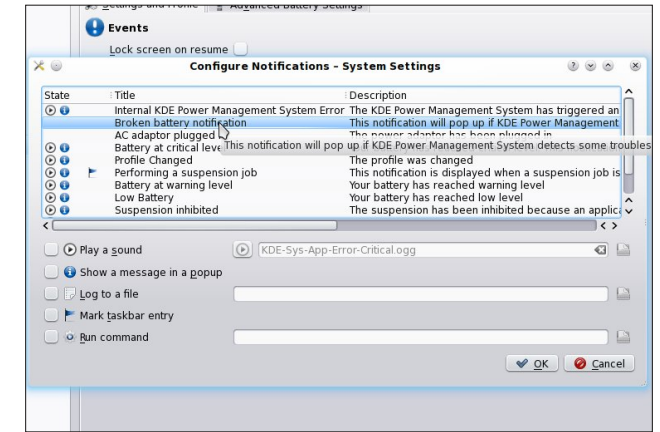 Settings and Profile Advanced Battery Settings
Events
Lock screen on resume
Configure Notifications – System Settings
State Title Description
Internal KDE Power Management System Error The KDE Power Management System has triggered an
Broken battery notification This notification will pop up if KDE Power Management
AC adaptor plugged The power adaptor has been plugged in
Battery at critical leve
This notification will pop up if KDE Power Management System detects some troubles
Profile Changed The profile was changed
Performing a suspension job This notification is displayed when a suspension job is
Battery at warning level Your battery has reached warning level
Low Battery Your battery has reached low level
Suspension inhibited The suspension has been inhibited because an applica
Play a sound KDE-Sys-App-Error-Critical.ogg
Show a message in a popup
Log to a file
Mark taskbar entry
Run command
OK Cancel